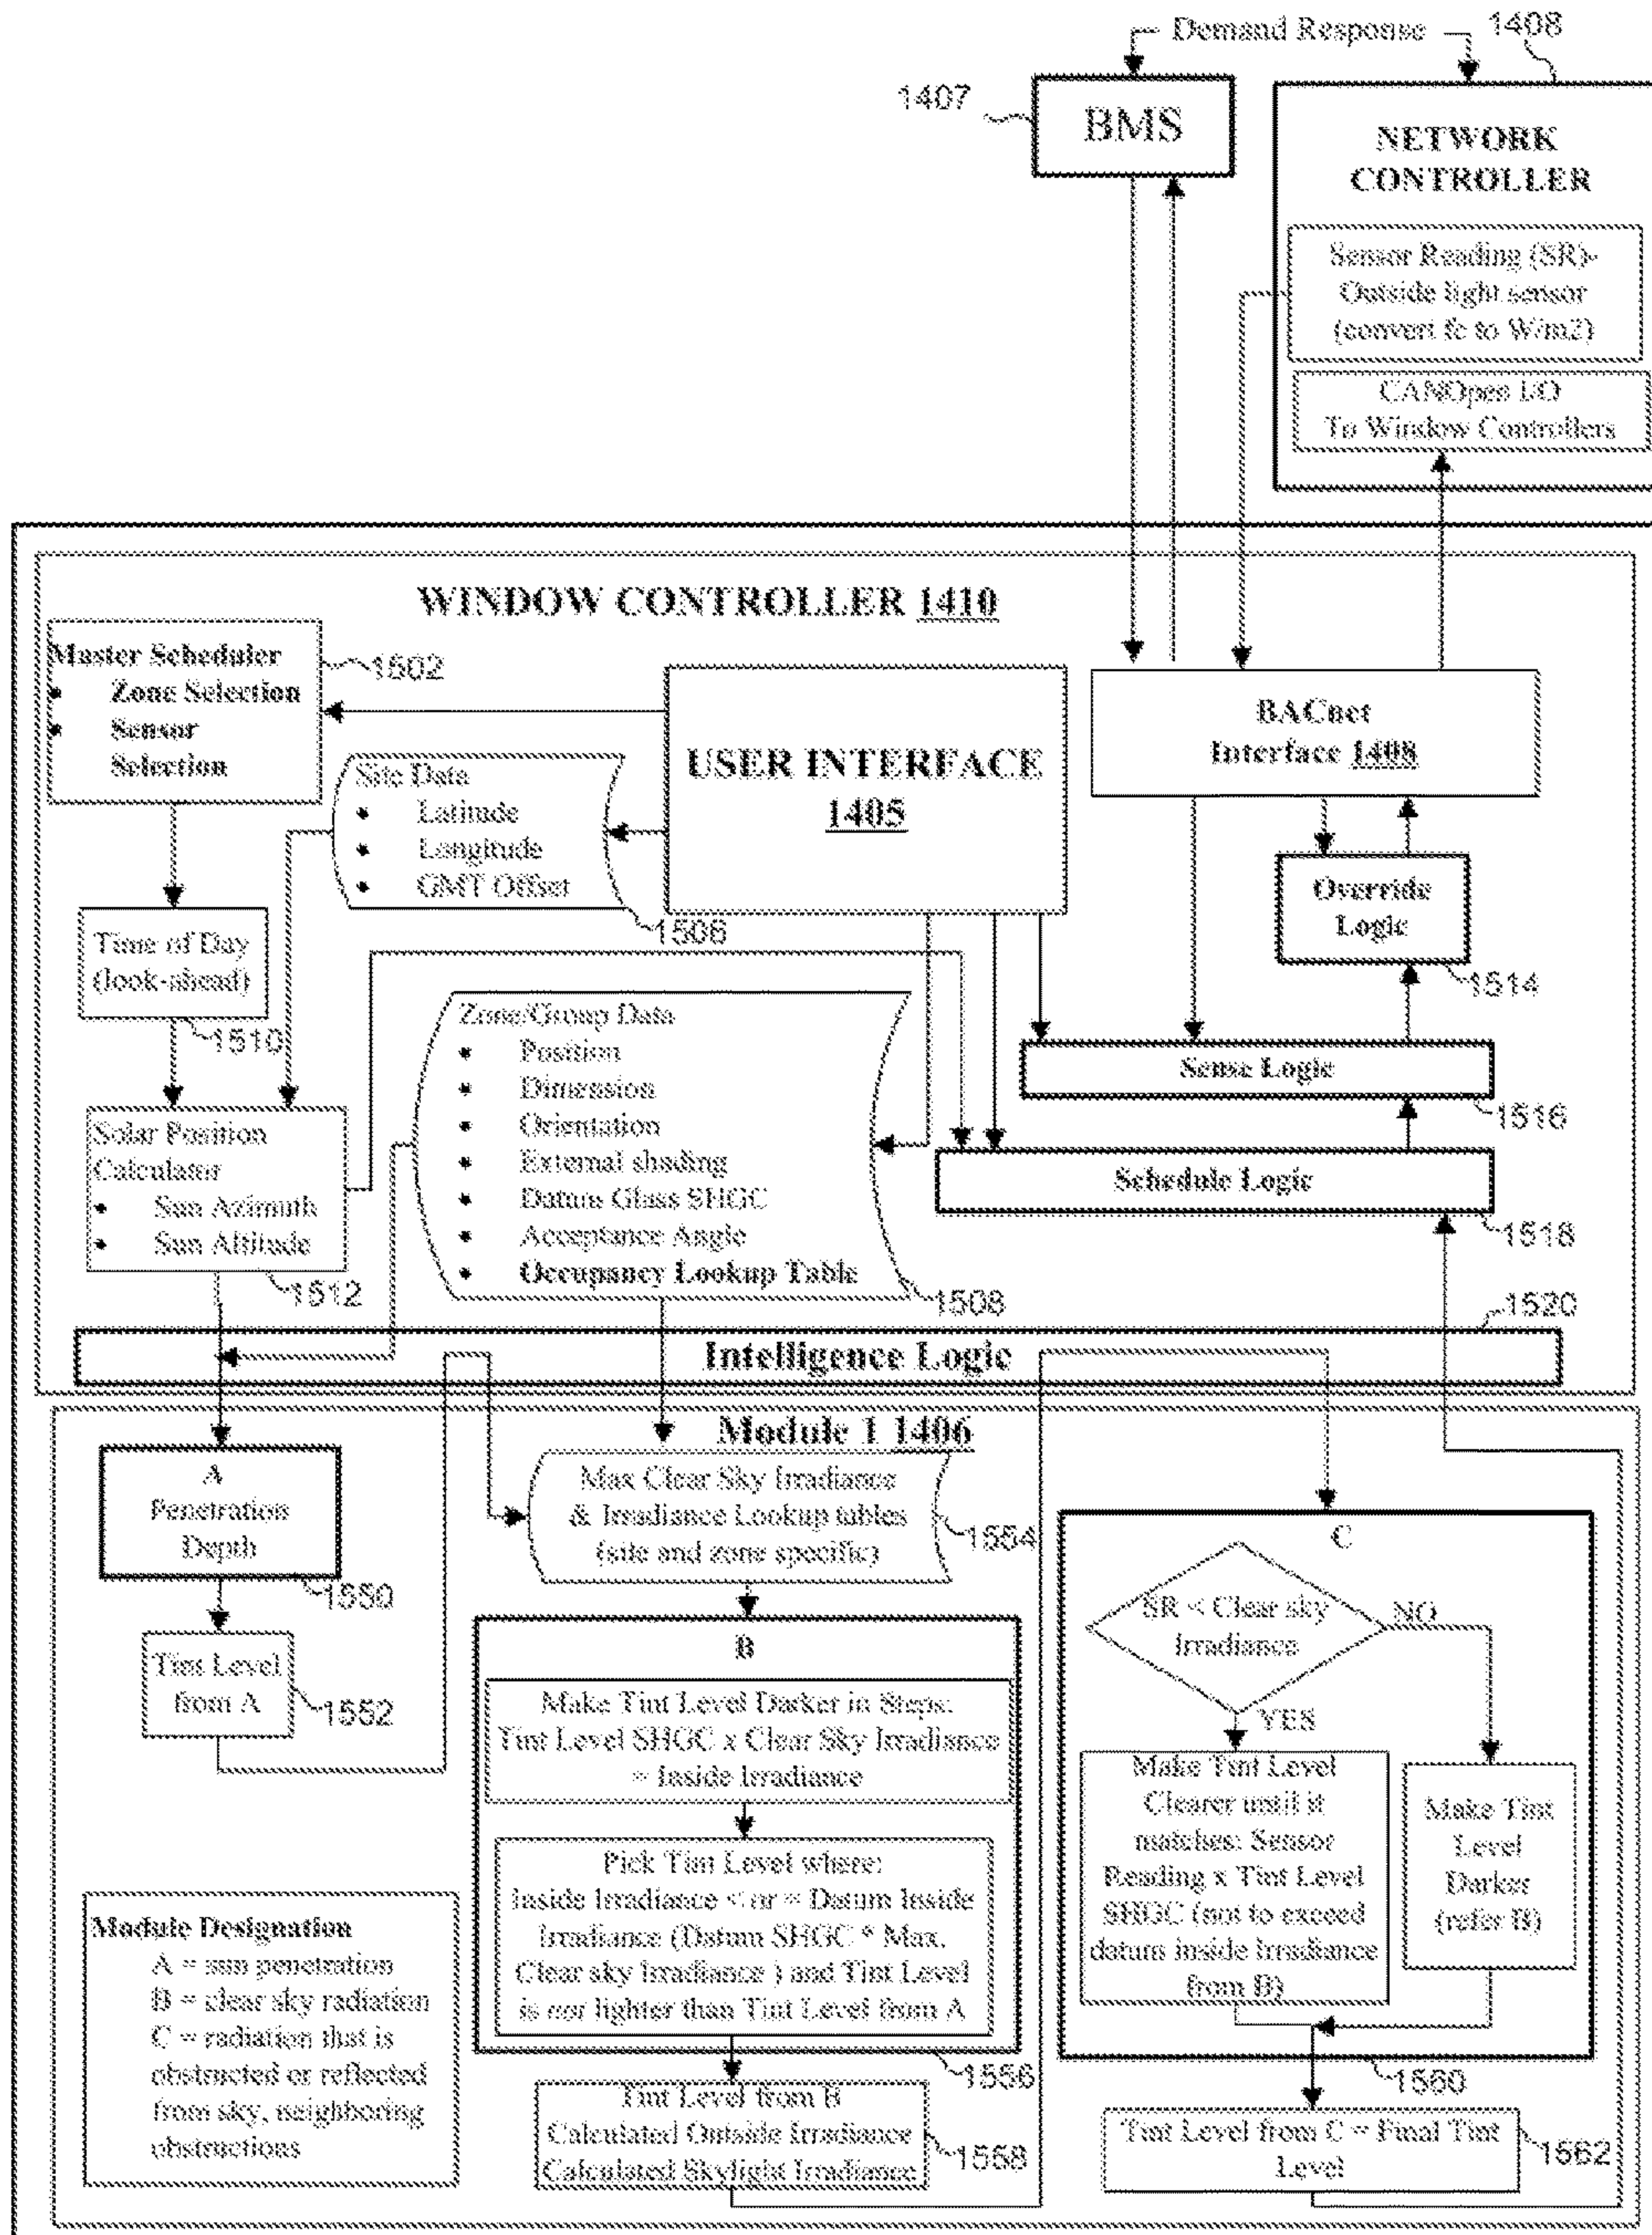 Demand Response
1408
1407
BMS
NETWORK
CONTROLLER
Sensor Reading (SR)-
Outside light sensor
(convert fc to W/m2)
CANOpen I/O
To Window Controllers
WINDOW CONTROLLER 1410
Master Scheduler
• Zone Selection
• Sensor
Selection
1502
Site Data
• Latitude
• Longitude
• GMT Offset
1506
USER INTERFACE
1405
BACnet
Interface 1408
Override
Logic
1514
Time of Day
(look-ahead)
1510
Zone/Group Data
• Position
• Dimension
• Orientation
• External shading
• Datum Glass SHGC
• Acceptance Angle
• Occupancy Lookup Table
1508
Sense Logic
1516
Schedule Logic
1518
Solar Position
Calculator
• Sun Azimuth
• Sun Altitude
1512
1520
Intelligence Logic
Module 1 1406
A
Penetration
Depth
1550
Tint Level
from A
1552
Max Clear Sky Irradiance
& Irradiance Lookup tables
(site and zone specific)
1554
B
Make Tint Level Darker in Steps:
Tint Level SHGC x Clear Sky Irradiance
= Inside Irradiance
Pick Tint Level where:
Inside Irradiance < or = Datum Inside
Irradiance (Datum SHGC * Max.
Clear sky Irradiance ) and Tint Level
is not lighter than Tint Level from A
1556
Tint Level from B
Calculated Outside Irradiance
Calculated Skylight Irradiance
1558
C
SR < Clear sky
Irradiance
NO
YES
Make Tint Level
Clearer until it
matches: Sensor
Reading x Tint Level
SHGC (not to exceed
datum inside Irradiance
from B)
Make Tint
Level
Darker
(refer B)
1560
Tint Level from C = Final Tint
Level
1562
Module Designation
A = sun penetration
B = clear sky radiation
C = radiation that is
obstructed or reflected
from sky, neighboring
obstructions